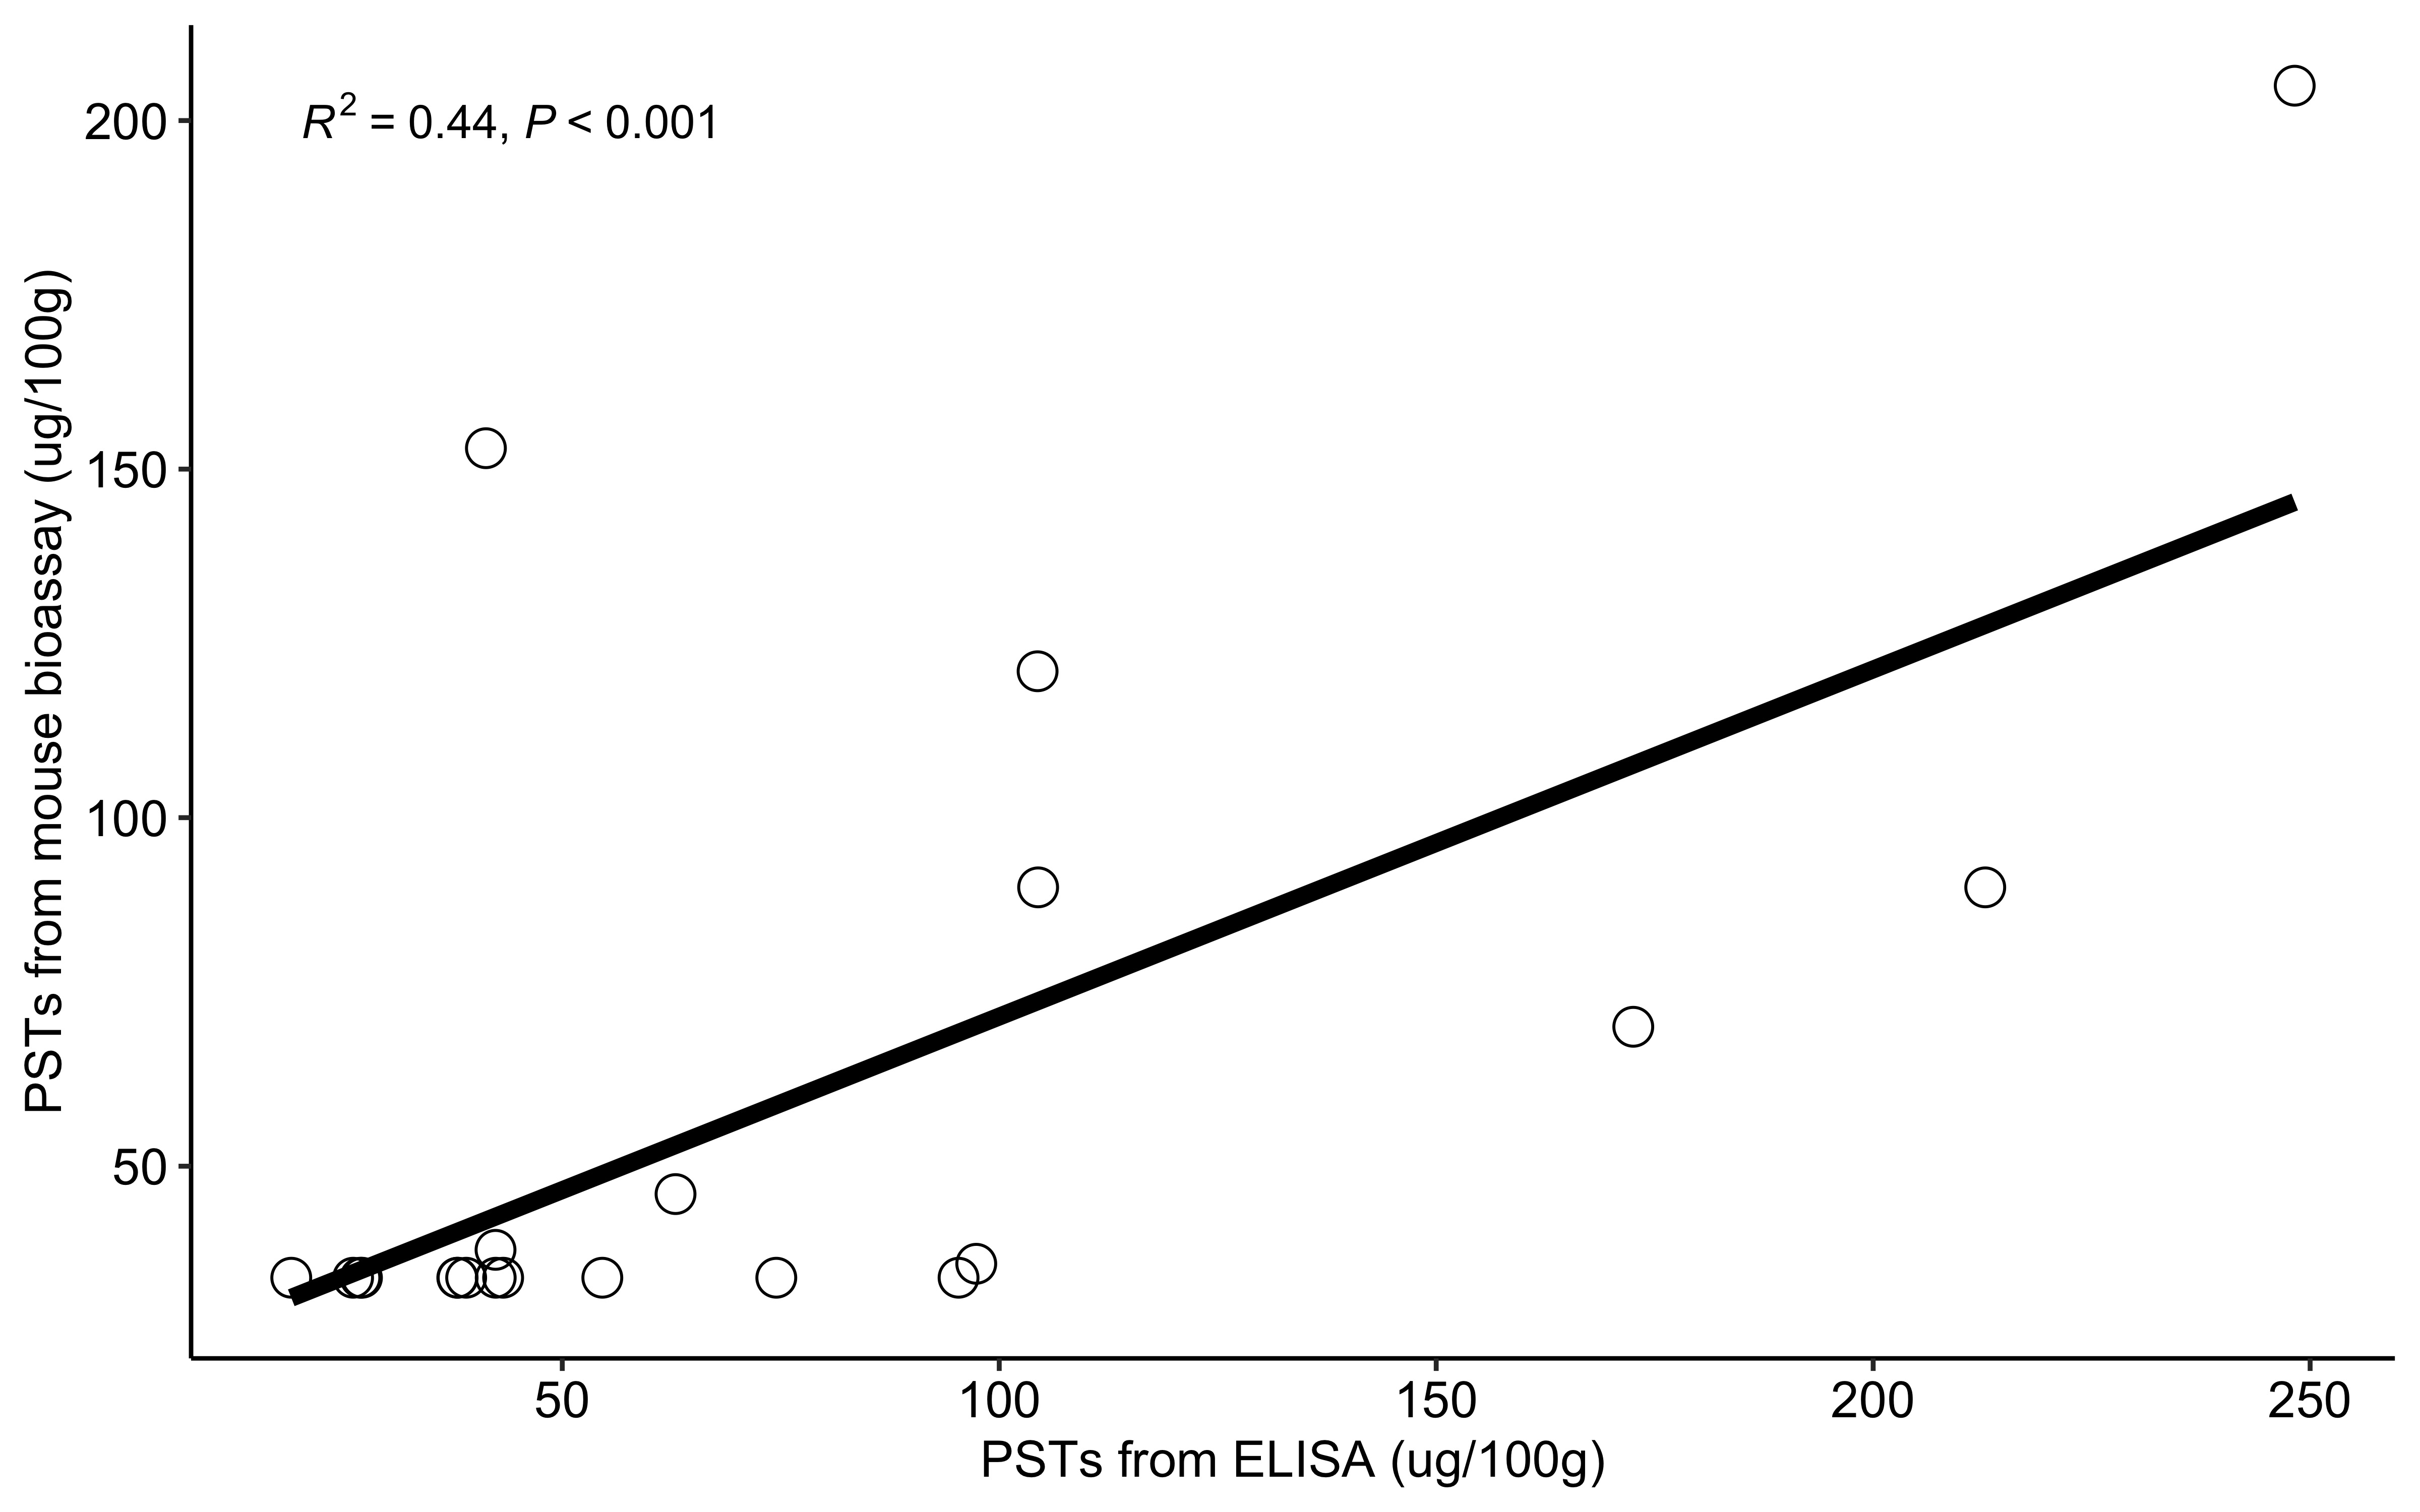 R² = 0.44, P < 0.001
PSTs from mouse bioassay (ug/100g)
200
150
100
50
50 100 150 200 250
PSTs from ELISA (ug/100g)